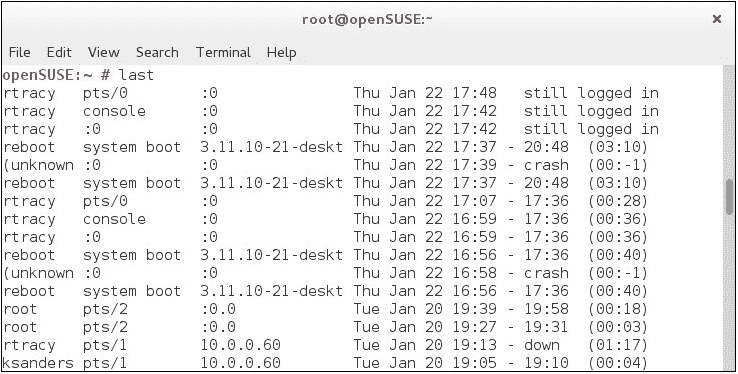 root@openSUSE:~ ×
File Edit View Search Terminal Help
openSUSE:~ # last
rtracy   pts/0        :0               Thu Jan 22 17:48   still logged in
rtracy   console      :0               Thu Jan 22 17:42   still logged in
rtracy   :0           :0               Thu Jan 22 17:42   still logged in
reboot   system boot  3.11.10-21-deskt Thu Jan 22 17:37 - 20:48  (03:10)
(unknown :0           :0               Thu Jan 22 17:39 - crash  (00:-1)
reboot   system boot  3.11.10-21-deskt Thu Jan 22 17:37 - 20:48  (03:10)
rtracy   pts/0        :0               Thu Jan 22 17:07 - 17:36  (00:28)
rtracy   console      :0               Thu Jan 22 16:59 - 17:36  (00:36)
rtracy   :0           :0               Thu Jan 22 16:59 - 17:36  (00:36)
reboot   system boot  3.11.10-21-deskt Thu Jan 22 16:56 - 17:36  (00:40)
(unknown :0           :0               Thu Jan 22 16:58 - crash  (00:-1)
reboot   system boot  3.11.10-21-deskt Thu Jan 22 16:56 - 17:36  (00:40)
root     pts/2        :0.0             Tue Jan 20 19:39 - 19:58  (00:18)
root     pts/2        :0.0             Tue Jan 20 19:27 - 19:31  (00:03)
rtracy   pts/1        10.0.0.60        Tue Jan 20 19:13 - down   (01:17)
ksanders pts/1        10.0.0.60        Tue Jan 20 19:05 - 19:10  (00:04)